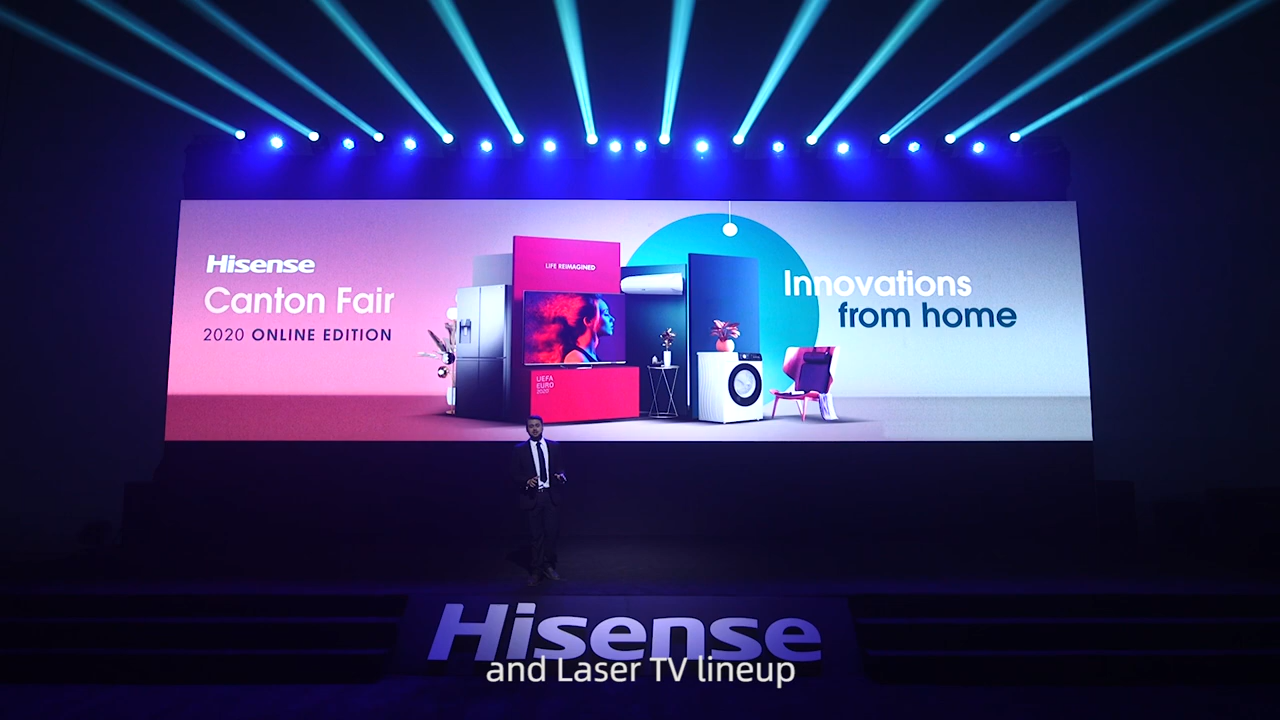 Hisense
Canton Fair
2020 ONLINE EDITION
LIFE REIMAGINED
UEFA
EURO
2020
Innovations
from home
Hisense
and Laser TV lineup